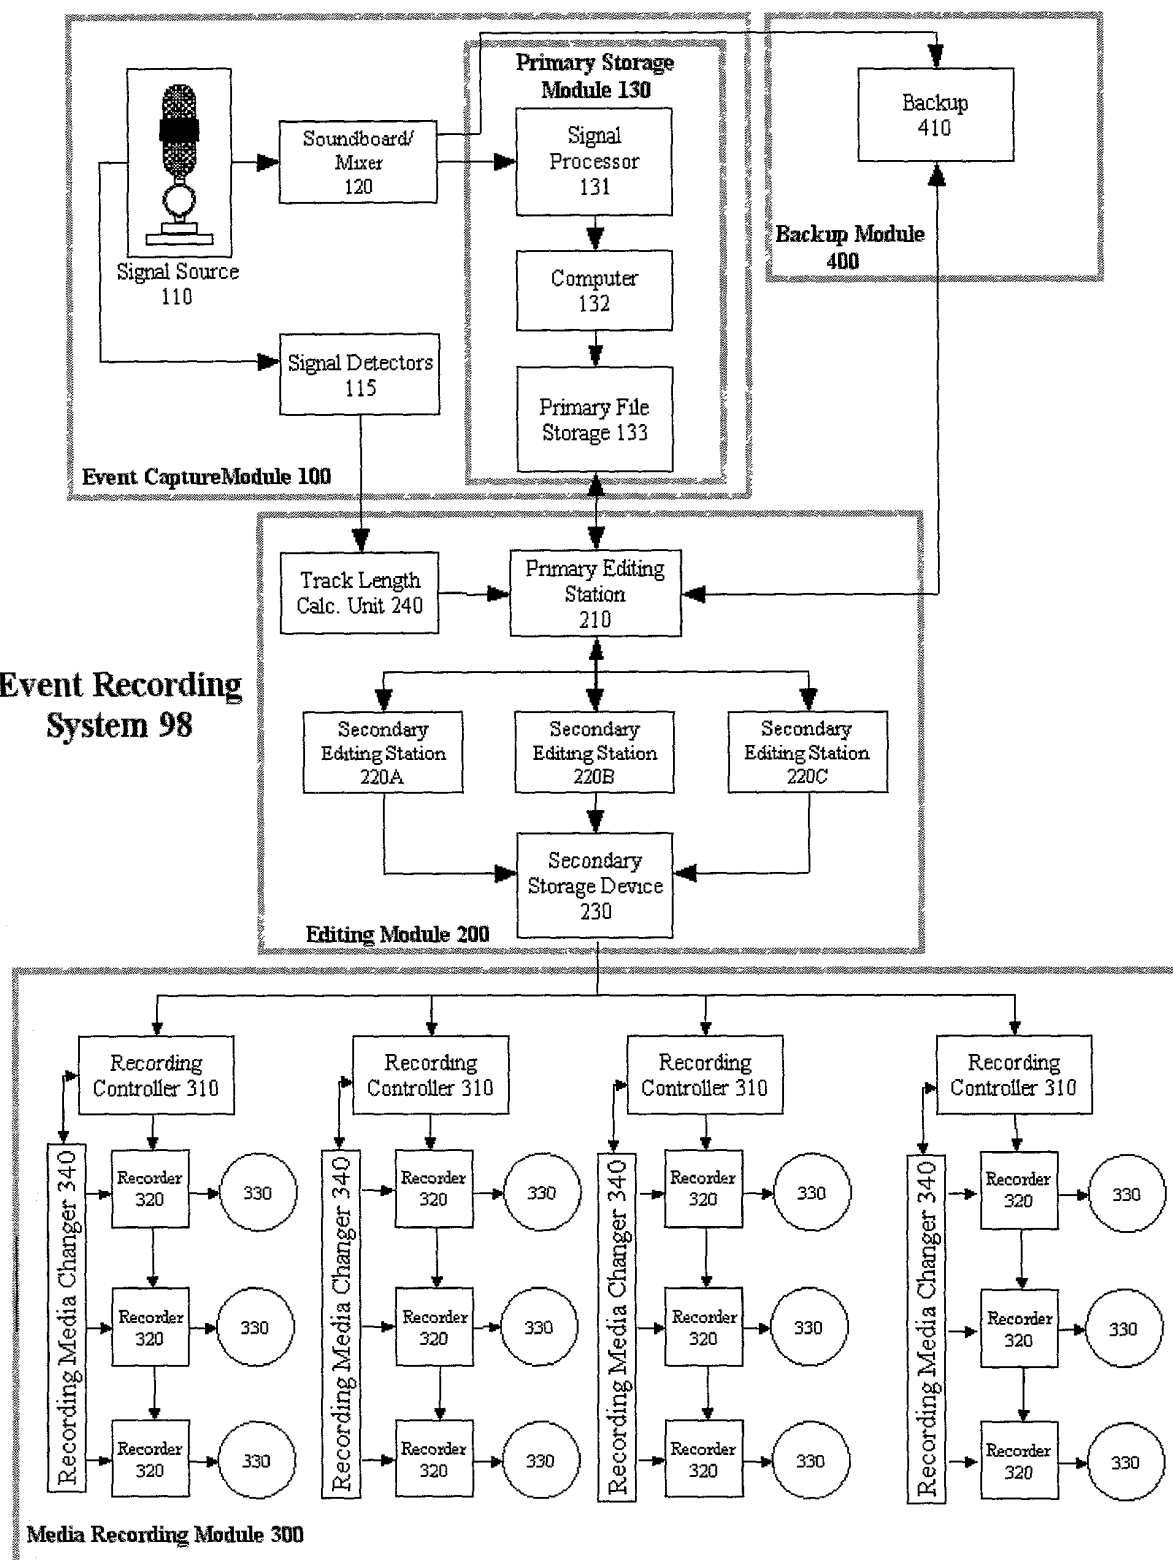 Primary Storage
Module 130
Backup
410
Soundboard/
Mixer
120
Signal
Processor
131
Signal Source
110
Backup Module
400
Computer
132
Signal Detectors
115
Primary File
Storage 133
Event CaptureModule 100
Track Length
Calc. Unit 240
Primary Editing
Station
210
Event Recording
System 98
Secondary
Editing Station
220A
Secondary
Editing Station
220B
Secondary
Editing Station
220C
Secondary
Storage Device
230
Editing Module 200
Recording
Controller 310
Recording
Controller 310
Recording
Controller 310
Recording
Controller 310
Recording Media Changer 340
Recorder
320
330
Recorder
320
330
Recorder
320
330
Recording Media Changer 340
Recorder
320
330
Recorder
320
330
Recorder
320
330
Recording Media Changer 340
Recorder
320
330
Recorder
320
330
Recorder
320
330
Recording Media Changer 340
Recorder
320
330
Recorder
320
330
Recorder
320
330
Media Recording Module 300